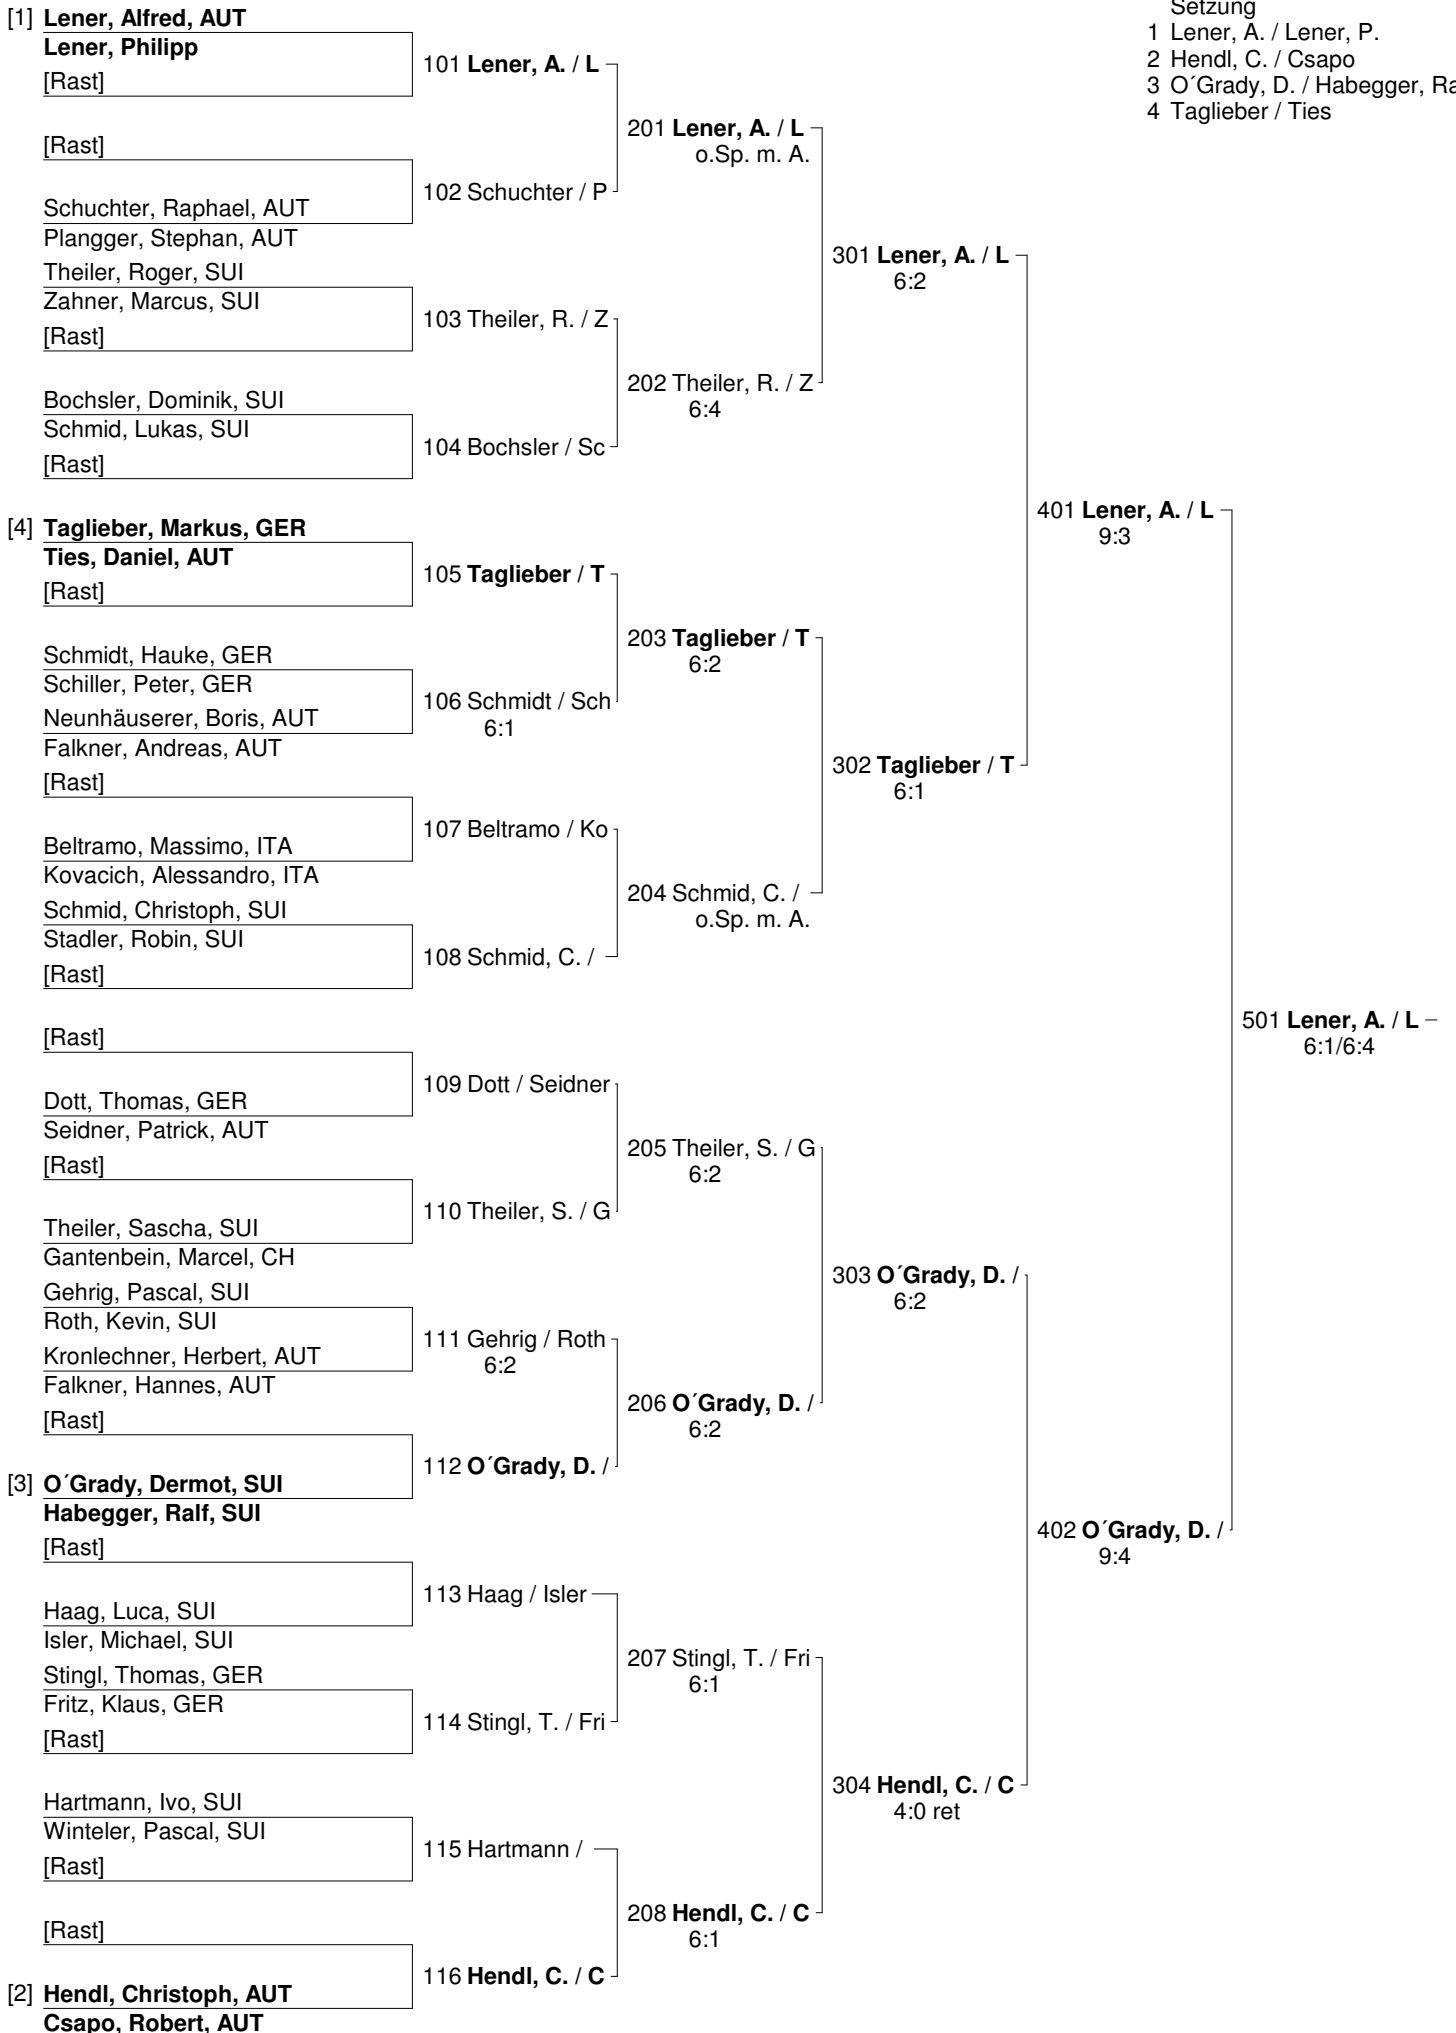 Setzung
1 Lener, A. / Lener, P.
2 Hendl, C. / Csapo
3 O´Grady, D. / Habegger, Ra
4 Taglieber / Ties
[1] Lener, Alfred, AUT
Lener, Philipp
[Rast]
[Rast]
Schuchter, Raphael, AUT
Plangger, Stephan, AUT
Theiler, Roger, SUI
Zahner, Marcus, SUI
[Rast]
Bochsler, Dominik, SUI
Schmid, Lukas, SUI
[Rast]
[4] Taglieber, Markus, GER
Ties, Daniel, AUT
[Rast]
Schmidt, Hauke, GER
Schiller, Peter, GER
Neunhäuserer, Boris, AUT
Falkner, Andreas, AUT
[Rast]
Beltramo, Massimo, ITA
Kovacich, Alessandro, ITA
Schmid, Christoph, SUI
Stadler, Robin, SUI
[Rast]
[Rast]
Dott, Thomas, GER
Seidner, Patrick, AUT
[Rast]
Theiler, Sascha, SUI
Gantenbein, Marcel, CH
Gehrig, Pascal, SUI
Roth, Kevin, SUI
Kronlechner, Herbert, AUT
Falkner, Hannes, AUT
[Rast]
[3] O´Grady, Dermot, SUI
Habegger, Ralf, SUI
[Rast]
Haag, Luca, SUI
Isler, Michael, SUI
Stingl, Thomas, GER
Fritz, Klaus, GER
[Rast]
Hartmann, Ivo, SUI
Winteler, Pascal, SUI
[Rast]
[Rast]
[2] Hendl, Christoph, AUT
Csapo, Robert, AUT
101 Lener, A. / L
102 Schuchter / P
103 Theiler, R. / Z
104 Bochsler / Sc
105 Taglieber / T
106 Schmidt / Sch
6:1
107 Beltramo / Ko
108 Schmid, C. /
109 Dott / Seidner
110 Theiler, S. / G
111 Gehrig / Roth
6:2
112 O´Grady, D. /
113 Haag / Isler
114 Stingl, T. / Fri
115 Hartmann /
116 Hendl, C. / C
201 Lener, A. / L
o.Sp. m. A.
202 Theiler, R. / Z
6:4
203 Taglieber / T
6:2
204 Schmid, C. /
o.Sp. m. A.
205 Theiler, S. / G
6:2
206 O´Grady, D. /
6:2
207 Stingl, T. / Fri
6:1
208 Hendl, C. / C
6:1
301 Lener, A. / L
6:2
302 Taglieber / T
6:1
303 O´Grady, D. /
6:2
304 Hendl, C. / C
4:0 ret
401 Lener, A. / L
9:3
402 O´Grady, D. /
9:4
501 Lener, A. / L
6:1/6:4